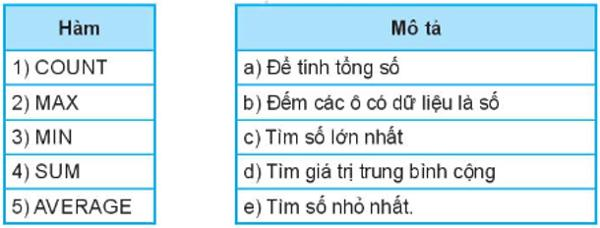 Hàm
1) COUNT
2) MAX
3) MIN
4) SUM
5) AVERAGE
Mô tả
a) Để tính tổng số
b) Đếm các ô có dữ liệu là số
c) Tìm số lớn nhất
d) Tìm giá trị trung bình cộng
e) Tìm số nhỏ nhất.